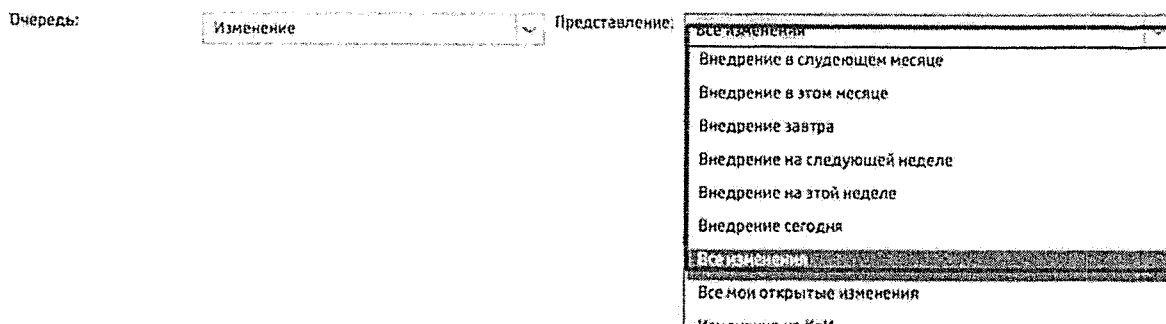 Очередь:
Изменение
Представление:
Все изменения
Внедрение в слудеющем месяце
Внедрение в этом месяце
Внедрение завтра
Внедрение на следующей неделе
Внедрение на этой неделе
Внедрение сегодня
Все изменения
Все мои открытые изменения